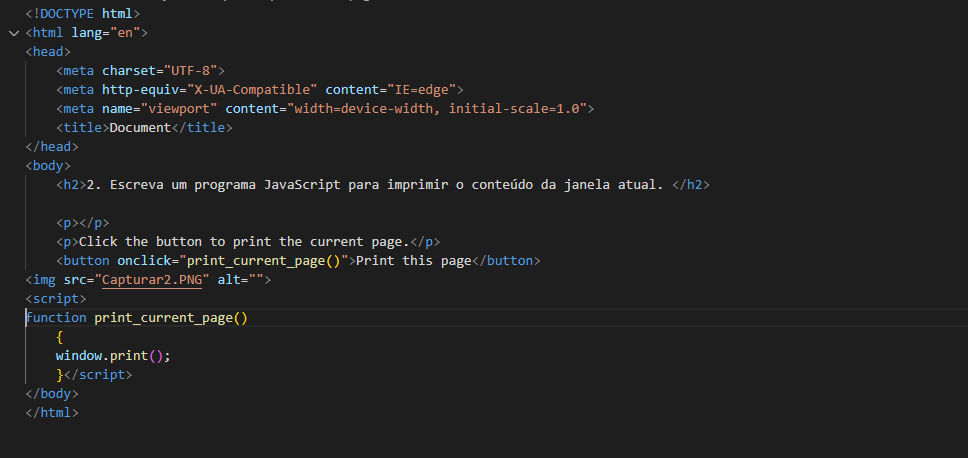 <!DOCTYPE html>
<html lang="en">
<head>
    <meta charset="UTF-8">
    <meta http-equiv="X-UA-Compatible" content="IE=edge">
    <meta name="viewport" content="width=device-width, initial-scale=1.0">
    <title>Document</title>
</head>
<body>
    <h2>2. Escreva um programa JavaScript para imprimir o conteúdo da janela atual. </h2>

    <p></p>
    <p>Click the button to print the current page.</p>
    <button onclick="print_current_page()">Print this page</button>
<img src="Capturar2.PNG" alt="">
<script>
function print_current_page()
    {
    window.print();
    }</script>
</body>
</html>